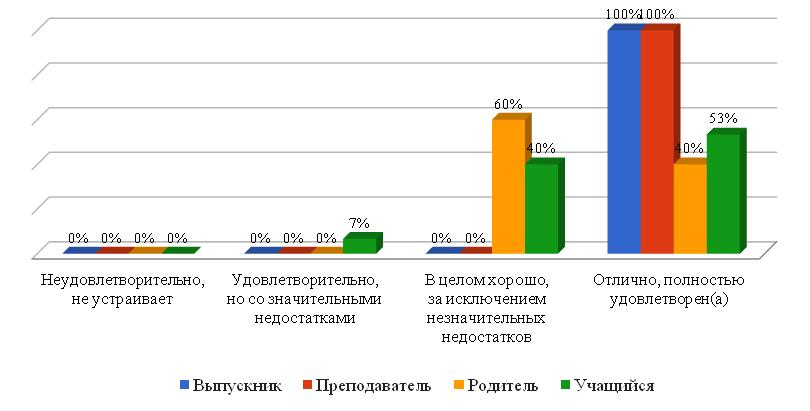 100% 100%
60%
53%
40%
40%
7%
0% 0% 0% 0%
0% 0% 0%
0% 0%
Неудовлетворительно,
не устраивает
Удовлетворительно,
но со значительными
недостатками
В целом хорошо,
за исключением
незначительных
недостатков
Отлично, полностью
удовлетворен(а)
Выпускник Преподаватель Родитель Учащийся